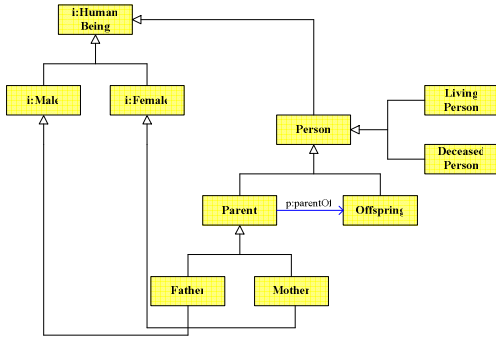 i:Human
Being
i:Male
i:Female
Living
Person
Person
Deceased
Person
Parent
p:parentOf
Offspring
Father
Mother